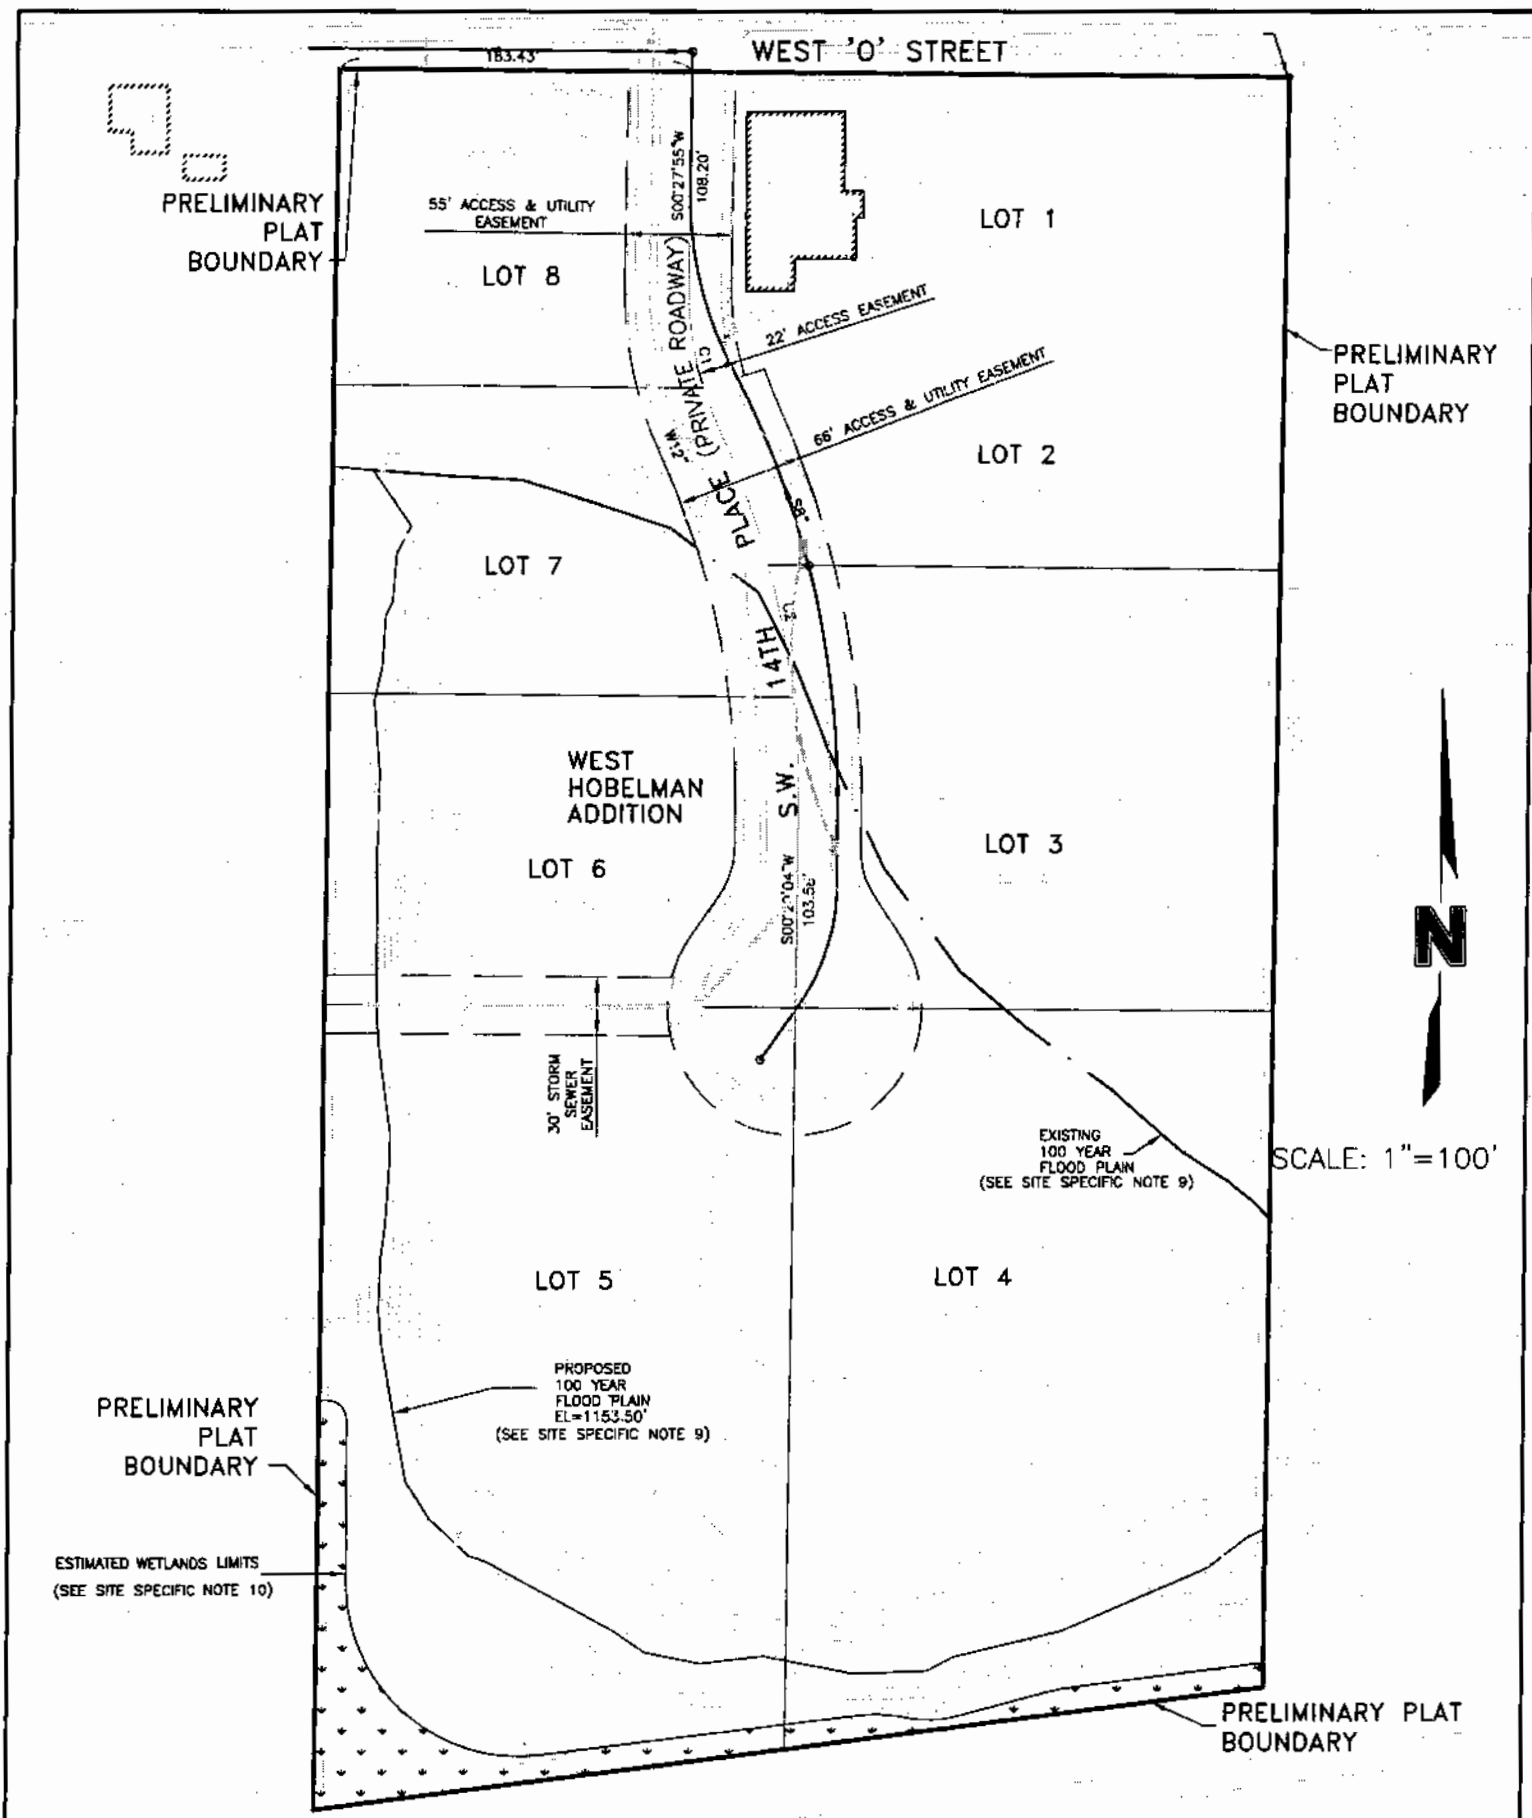 WEST 'O' STREET
183.43'
PRELIMINARY
PLAT
BOUNDARY
55' ACCESS & UTILITY
EASEMENT
S00°27'55"W
108.20'
LOT 1
LOT 8
22' ACCESS EASEMENT
66' ACCESS & UTILITY EASEMENT
C1
PRELIMINARY
PLAT
BOUNDARY
LOT 2
S.W. 14TH PLACE (PRIVATE ROADWAY)
LOT 7
WEST
HOBELMAN
ADDITION
LOT 6
LOT 3
103.58'
N
30' STORM
SEWER
EASEMENT
EXISTING
100 YEAR
FLOOD PLAIN
(SEE SITE SPECIFIC NOTE 9)
SCALE: 1"=100'
LOT 5
LOT 4
PROPOSED
100 YEAR
FLOOD PLAIN
EL=1153.50'
(SEE SITE SPECIFIC NOTE 9)
PRELIMINARY
PLAT
BOUNDARY
ESTIMATED WETLANDS LIMITS
(SEE SITE SPECIFIC NOTE 10)
PRELIMINARY PLAT
BOUNDARY